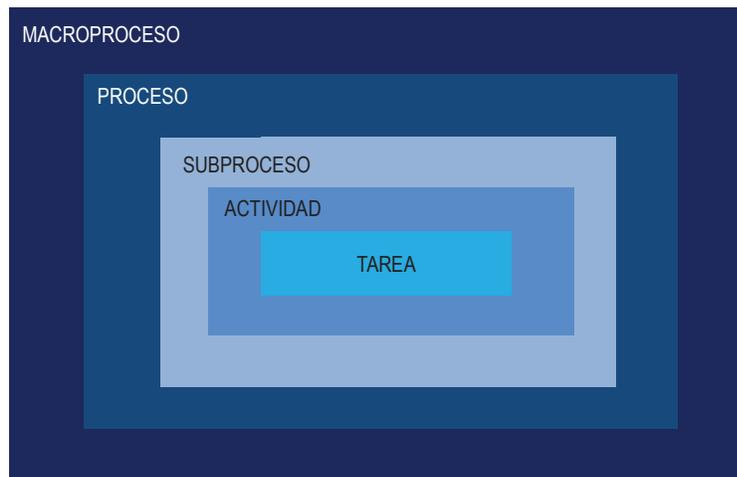 MACROPROCESO
PROCESO
SUBPROCESO
ACTIVIDAD
TAREA